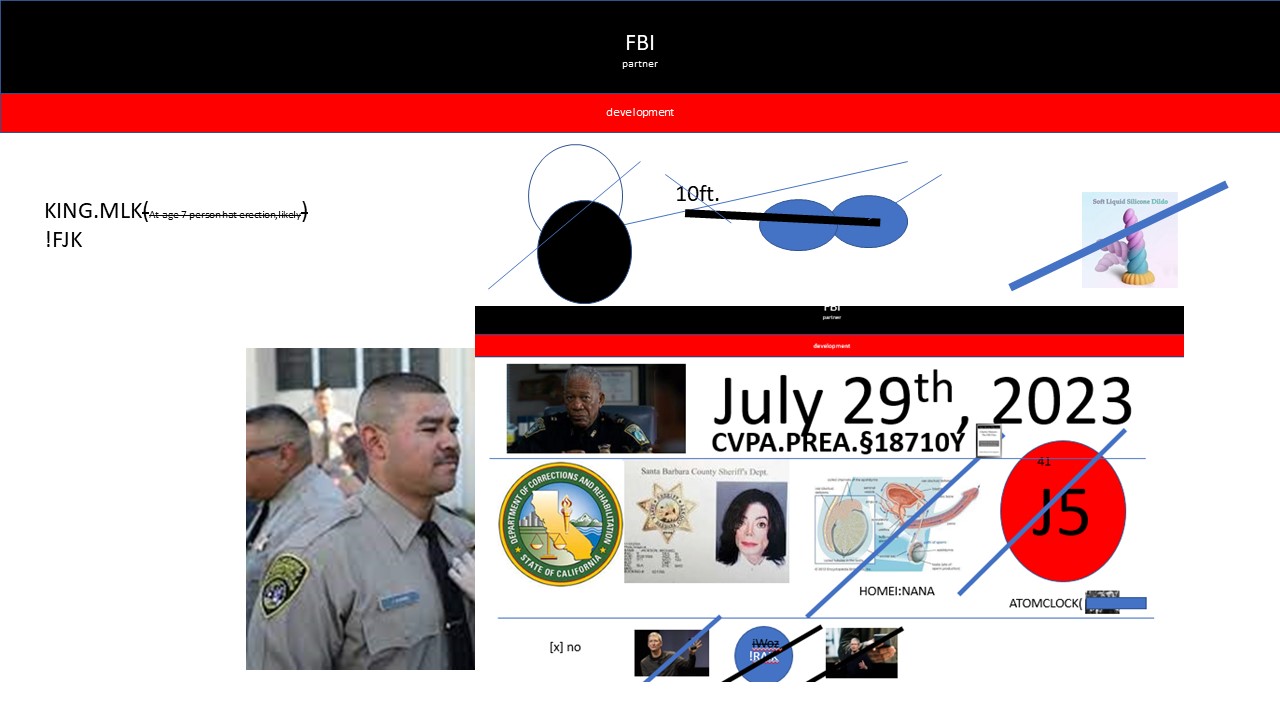 FBI
partner
development
KING.MLK(At age 7 person hat erection,likely)
!FJK
10ft.
Soft Liquid Silicone Dildo
FBI
partner
development
July 29th, 2023
CVPA.PREA.§18710Y
41
J5
DEPARTMENT OF CORRECTIONS AND REHABILITATION
STATE OF CALIFORNIA
Santa Barbara County Sheriff's Dept.
HOMEI:NANA
ATOMCLOCK(
[x] no
iWoz